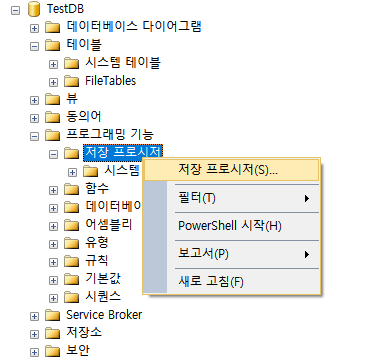 TestDB
데이터베이스 다이어그램
테이블
시스템 테이블
FileTables
뷰
동의어
프로그래밍 기능
저장 프로시저
시스템
함수
데이터베이
어셈블리
유형
규칙
기본값
시퀀스
Service Broker
저장소
보안
저장 프로시저(S)...
필터(T)
PowerShell 시작(H)
보고서(P)
새로 고침(F)